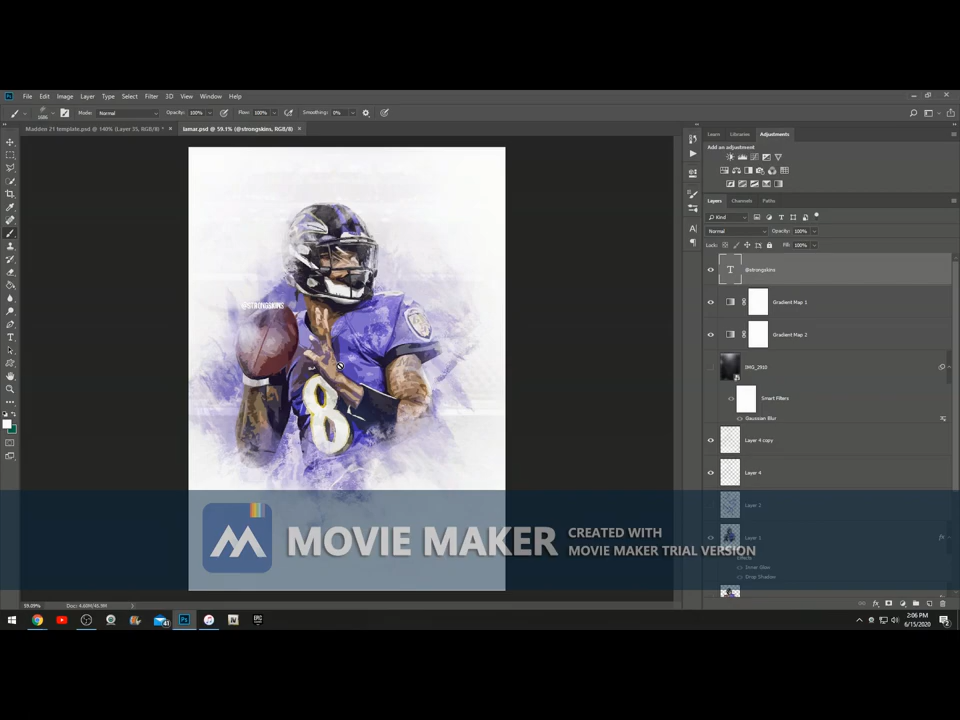 File Edit Image Layer Type Select Filter 3D View Window Help
Mode: Normal Opacity: 100% Flow: 100% Smoothing: 0%
Madden 21 template.psd @ 140% (Layer 35, RGB/8) * × lamar.psd @ 59.1% (@strongskins, RGB/8) ×
Learn Libraries Adjustments
Add an adjustment
Layers Channels Paths
Kind
Normal Opacity: 100%
Lock: Fill: 100%
T @strongskins
Gradient Map 1
Gradient Map 2
IMG_2910
Smart Filters
Gaussian Blur
Layer 4 copy
Layer 4
Layer 2
Layer 1 fx
Effects
Inner Glow
Drop Shadow
@STRONGSKINS
8
MOVIE MAKER
CREATED WITH
MOVIE MAKER TRIAL VERSION
59.09%
2:06 PM
6/15/2020